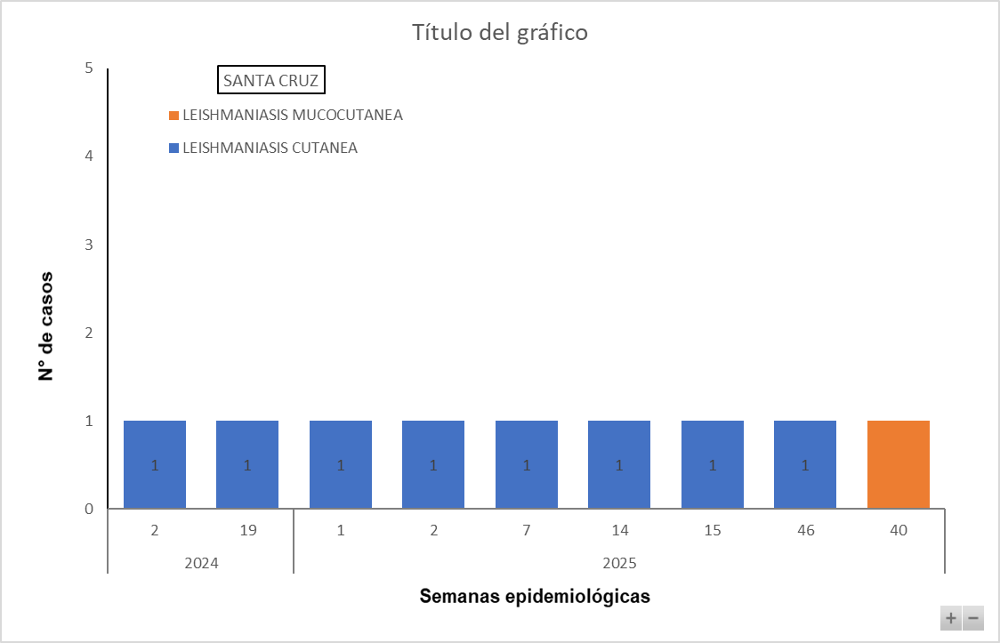 Título del gráfico
SANTA CRUZ
LEISHMANIASIS MUCOCUTANEA
LEISHMANIASIS CUTANEA
N° de casos
5
4
3
2
1
0
1 1 1 1 1 1 1 1
2 19 1 2 7 14 15 46 40
2024 2025
Semanas epidemiológicas
+ −